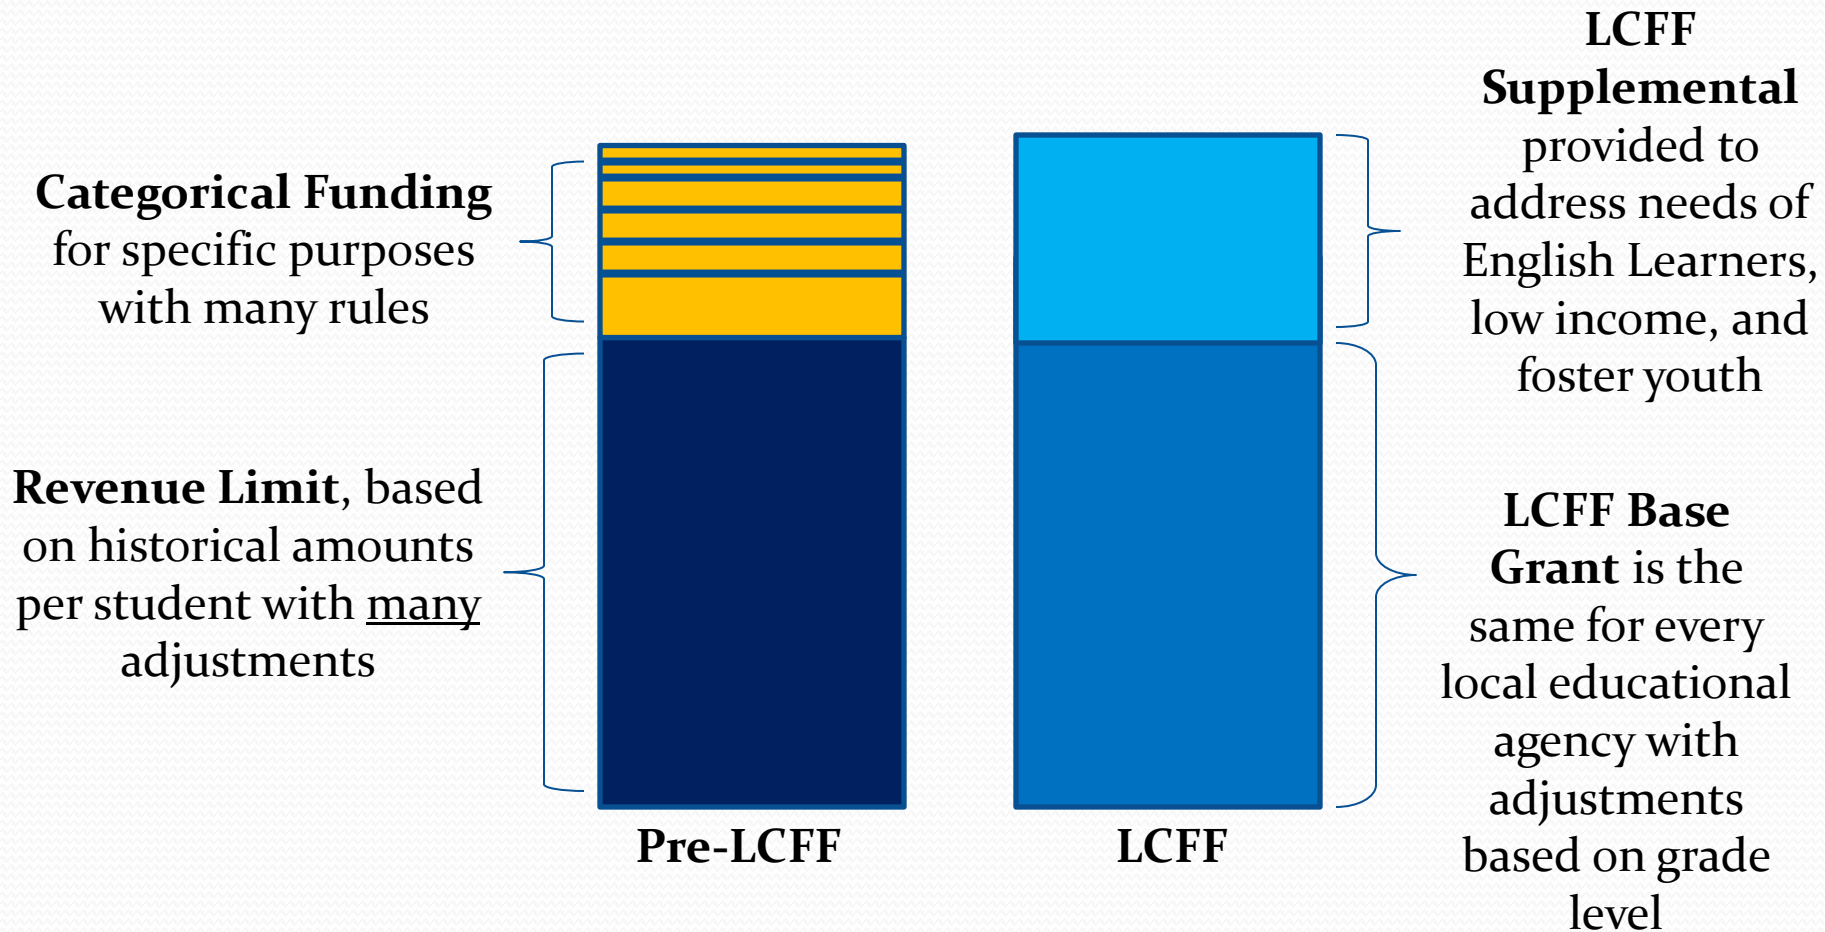 Categorical Funding
for specific purposes
with many rules
Revenue Limit, based
on historical amounts
per student with many
adjustments
Pre-LCFF
LCFF
LCFF
Supplemental
provided to
address needs of
English Learners,
low income, and
foster youth
LCFF Base
Grant is the
same for every
local educational
agency with
adjustments
based on grade
level